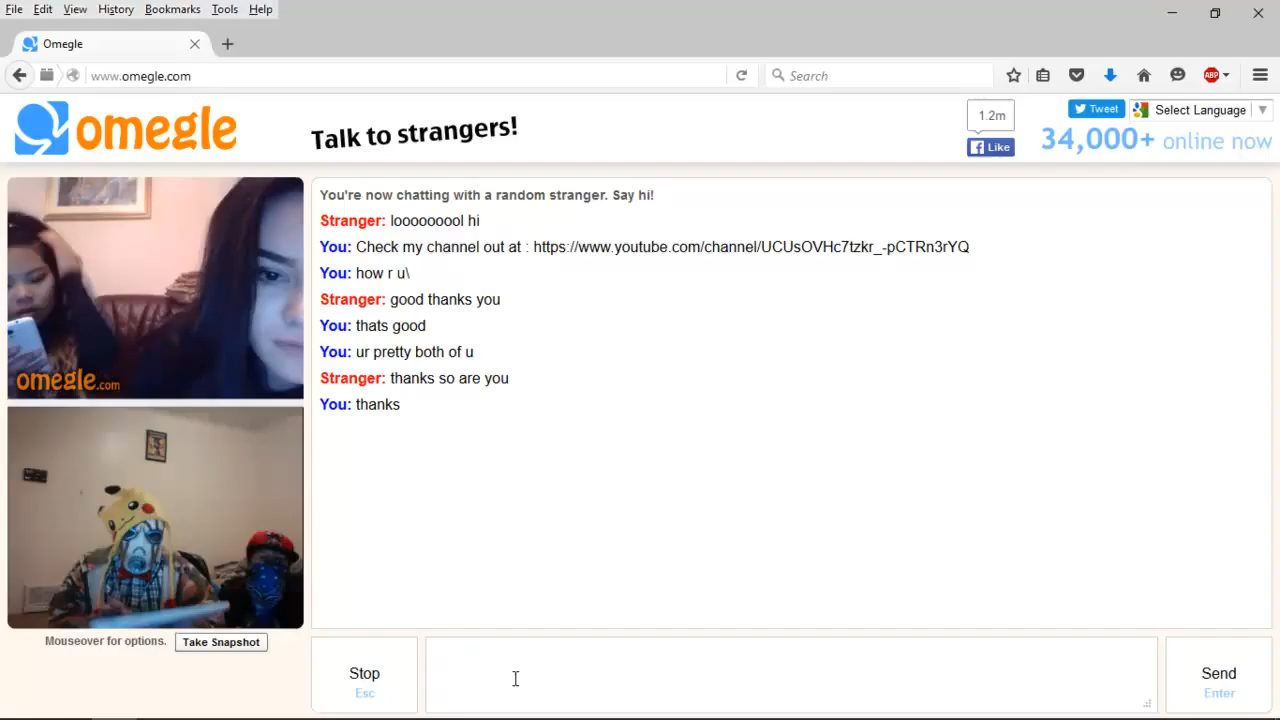 File Edit View History Bookmarks Tools Help
Omegle
www.omegle.com
Search
ABP
omegle
Talk to strangers!
1.2m
Like
Tweet
Select Language
34,000+ online now
omegle.com
You're now chatting with a random stranger. Say hi!
Stranger: loooooooool hi
You: Check my channel out at : https://www.youtube.com/channel/UCUsOVHc7tzkr_-pCTRn3rYQ
You: how r u\
Stranger: good thanks you
You: thats good
You: ur pretty both of u
Stranger: thanks so are you
You: thanks
Mouseover for options.
Take Snapshot
Stop
Esc
Send
Enter